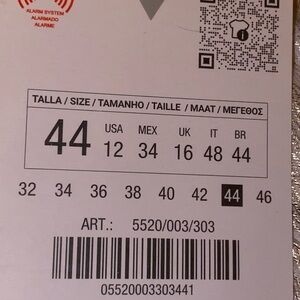 ALARM SYSTEM
ALARMADO
ALARME
TALLA / SIZE / TAMANHO / TAILLE / MAAT / ΜΕΓΕΘΟΣ
USA MEX UK IT BR
44 12 34 16 48 44
32 34 36 38 40 42 44 46
ART.: 5520/003/303
05520003303441